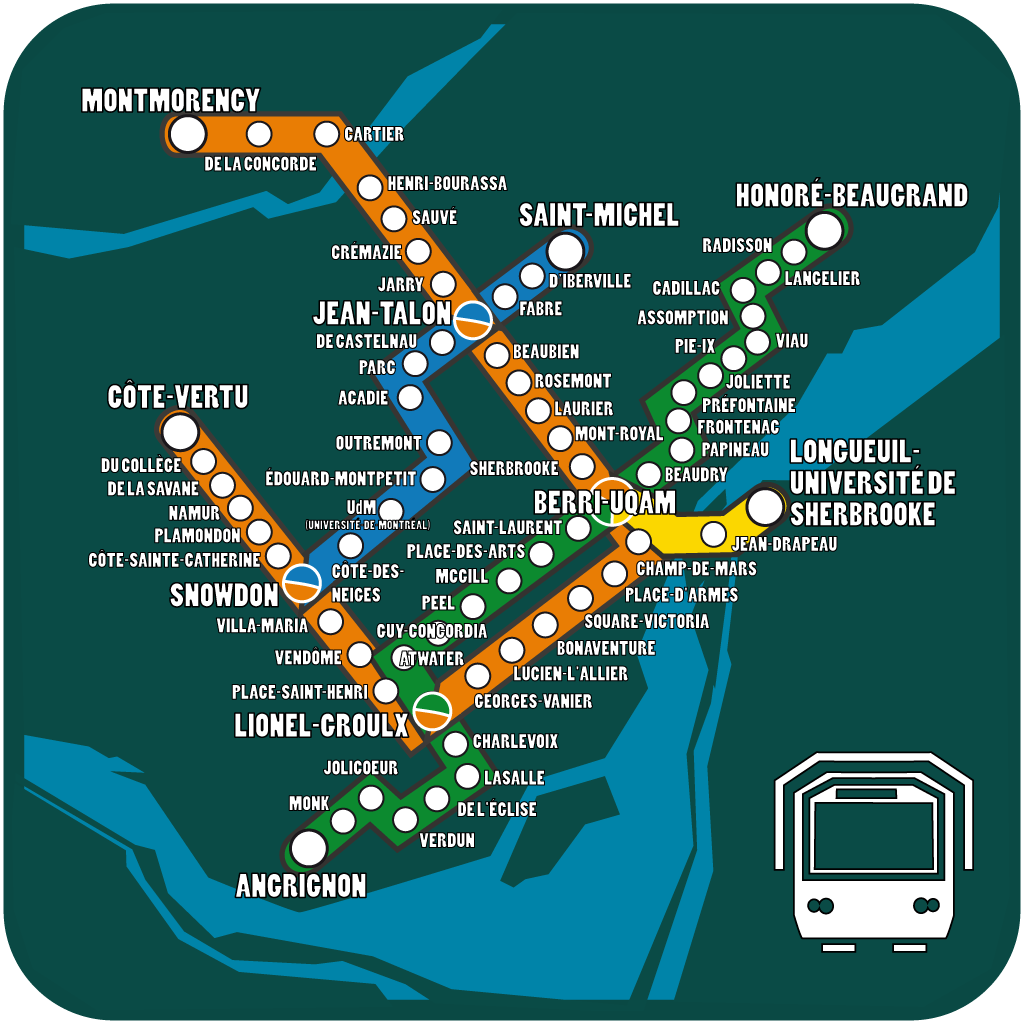 MONTMORENCY
DE LA CONCORDE
CARTIER
HENRI-BOURASSA
SAUVÉ
CRÉMAZIE
JARRY
JEAN-TALON
SAINT-MICHEL
D'IBERVILLE
FABRE
DE CASTELNAU
PARC
ACADIE
OUTREMONT
ÉDOUARD-MONTPETIT
UdM
(UNIVERSITÉ DE MONTRÉAL)
CÔTE-DES-
NEIGES
HONORÉ-BEAUGRAND
RADISSON
LANGELIER
CADILLAC
ASSOMPTION
VIAU
PIE-IX
JOLIETTE
PRÉFONTAINE
FRONTENAC
PAPINEAU
BEAUDRY
BEAUBIEN
ROSEMONT
LAURIER
MONT-ROYAL
SHERBROOKE
BERRI-UQAM
LONGUEUIL-
UNIVERSITÉ DE
SHERBROOKE
JEAN-DRAPEAU
CÔTE-VERTU
DU COLLÈGE
DE LA SAVANE
NAMUR
PLAMONDON
CÔTE-SAINTE-CATHERINE
SNOWDON
VILLA-MARIA
VENDÔME
PLACE-SAINT-HENRI
LIONEL-GROULX
SAINT-LAURENT
PLACE-DES-ARTS
MCGILL
PEEL
GUY-CONCORDIA
ATWATER
CHAMP-DE-MARS
PLACE-D'ARMES
SQUARE-VICTORIA
BONAVENTURE
LUCIEN-L'ALLIER
GEORGES-VANIER
CHARLEVOIX
LASALLE
DE L'ÉGLISE
VERDUN
JOLICOEUR
MONK
ANGRIGNON